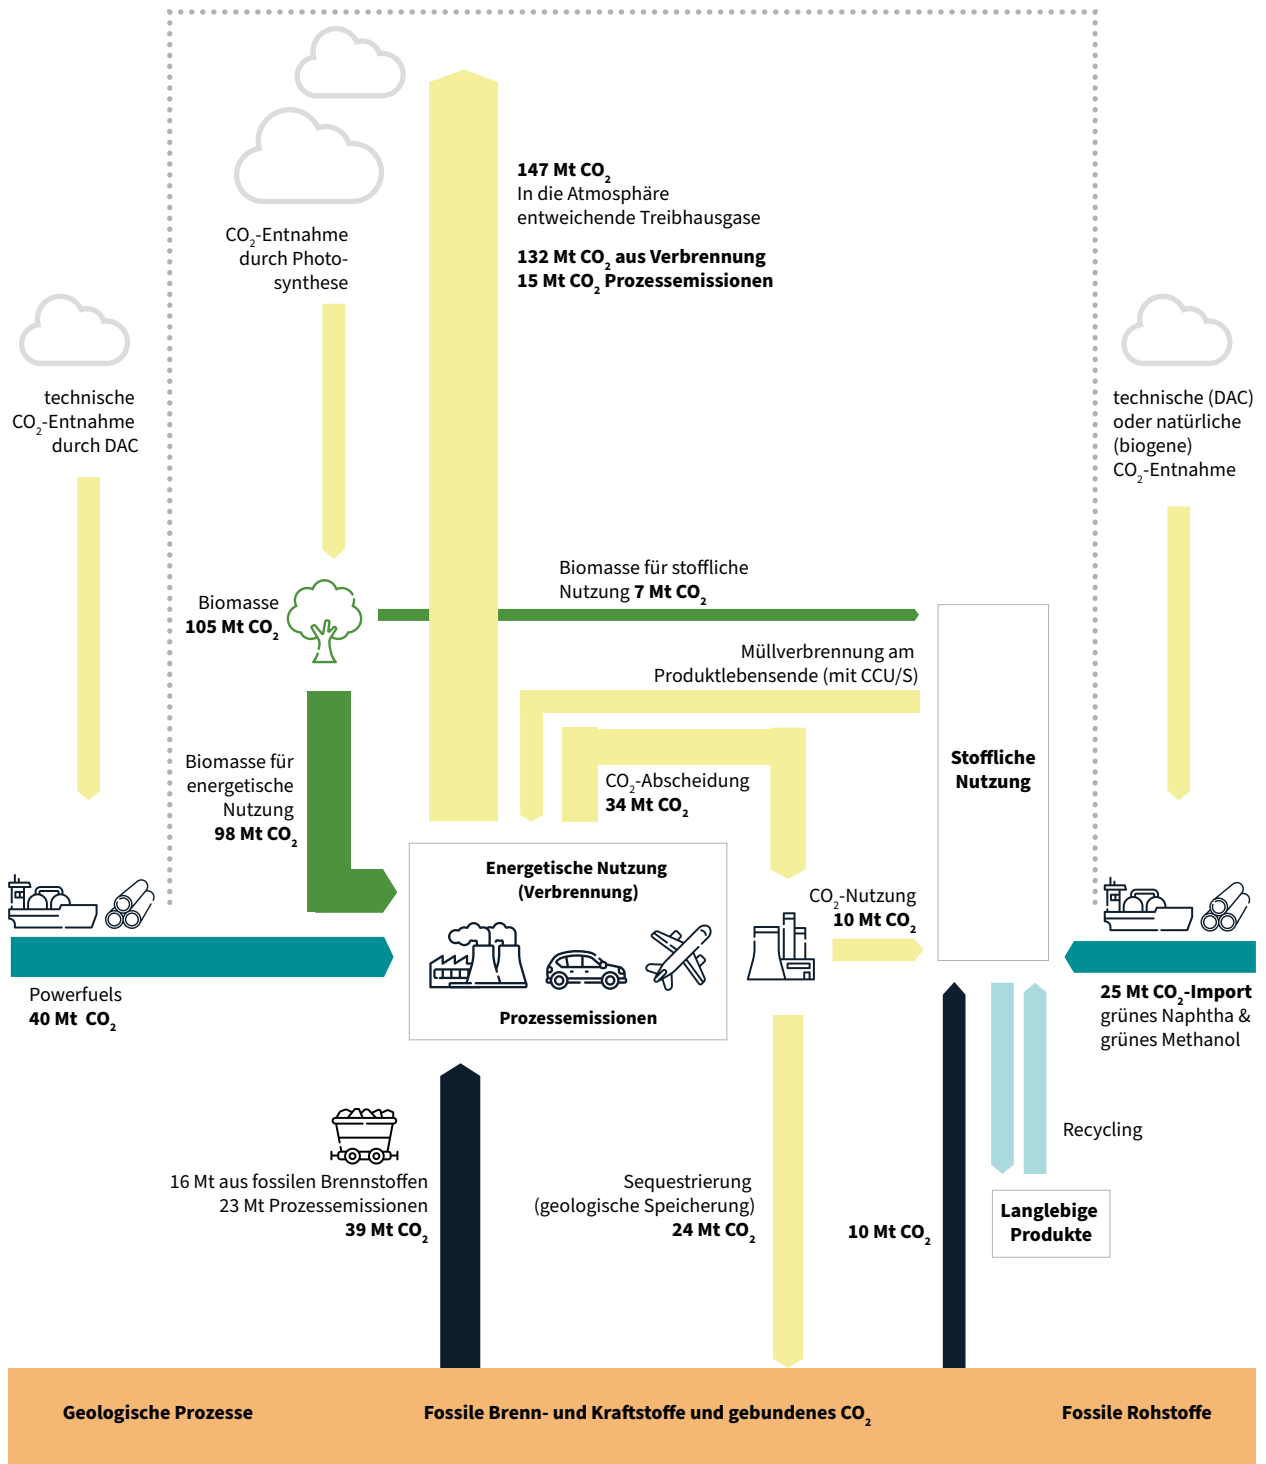 147 Mt CO₂
In die Atmosphäre
entweichende Treibhausgase
132 Mt CO₂ aus Verbrennung
15 Mt CO₂ Prozessemissionen
CO₂-Entnahme
durch Photo-
synthese
technische
CO₂-Entnahme
durch DAC
technische (DAC)
oder natürliche
(biogene)
CO₂-Entnahme
Biomasse für stoffliche
Nutzung 7 Mt CO₂
Biomasse
105 Mt CO₂
Müllverbrennung am
Produktlebensende (mit CCU/S)
Stoffliche
Nutzung
Biomasse für
energetische
Nutzung
98 Mt CO₂
CO₂-Abscheidung
34 Mt CO₂
Energetische Nutzung
(Verbrennung)
Prozessemissionen
CO₂-Nutzung
10 Mt CO₂
Powerfuels
40 Mt CO₂
25 Mt CO₂-Import
grünes Naphtha &
grünes Methanol
Recycling
16 Mt aus fossilen Brennstoffen
23 Mt Prozessemissionen
39 Mt CO₂
Sequestrierung
(geologische Speicherung)
24 Mt CO₂
10 Mt CO₂
Langlebige
Produkte
Geologische Prozesse
Fossile Brenn- und Kraftstoffe und gebundenes CO₂
Fossile Rohstoffe